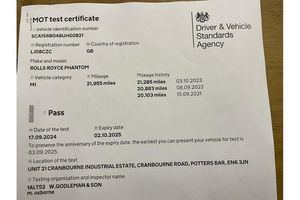 MOT test certificate
Vehicle identification number
SCA1S6804BUH00821
Registration number
Country of registration
LJ08CZC
GB
Make and model
ROLLS ROYCE PHANTOM
Vehicle category
Mileage
Mileage history
M1
21,955 miles
21,285 miles 03.10.2023
20,883 miles 08.09.2022
20,103 miles 15.09.2021
Driver & Vehicle
Standards
Agency
Pass
Date of the test
Expiry date
17.09.2024
02.10.2025
To preserve the anniversary of the expiry date, the earliest you can present your vehicle for test is
03.09.2025.
Location of the test
UNIT 21 CRANBOURNE INDUSTRIAL ESTATE, CRANBOURNE ROAD, POTTERS BAR, EN6 3JN
Testing organisation and inspector name
1ALT52 W.GODLEMAN & SON
m. osborne